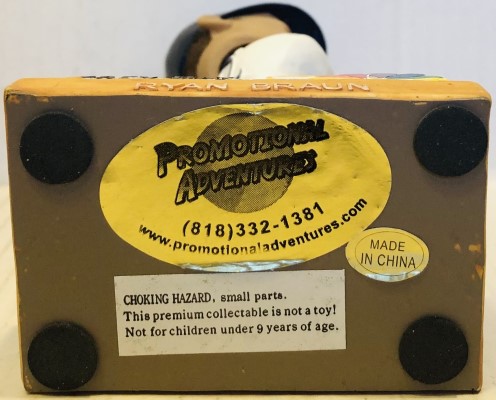 RYAN BRAUN
PROMOTIONAL
ADVENTURES
(818)332-1381
www.promotionaladventures.com
MADE
IN CHINA
CHOKING HAZARD, small parts.
This premium collectable is not a toy!
Not for children under 9 years of age.